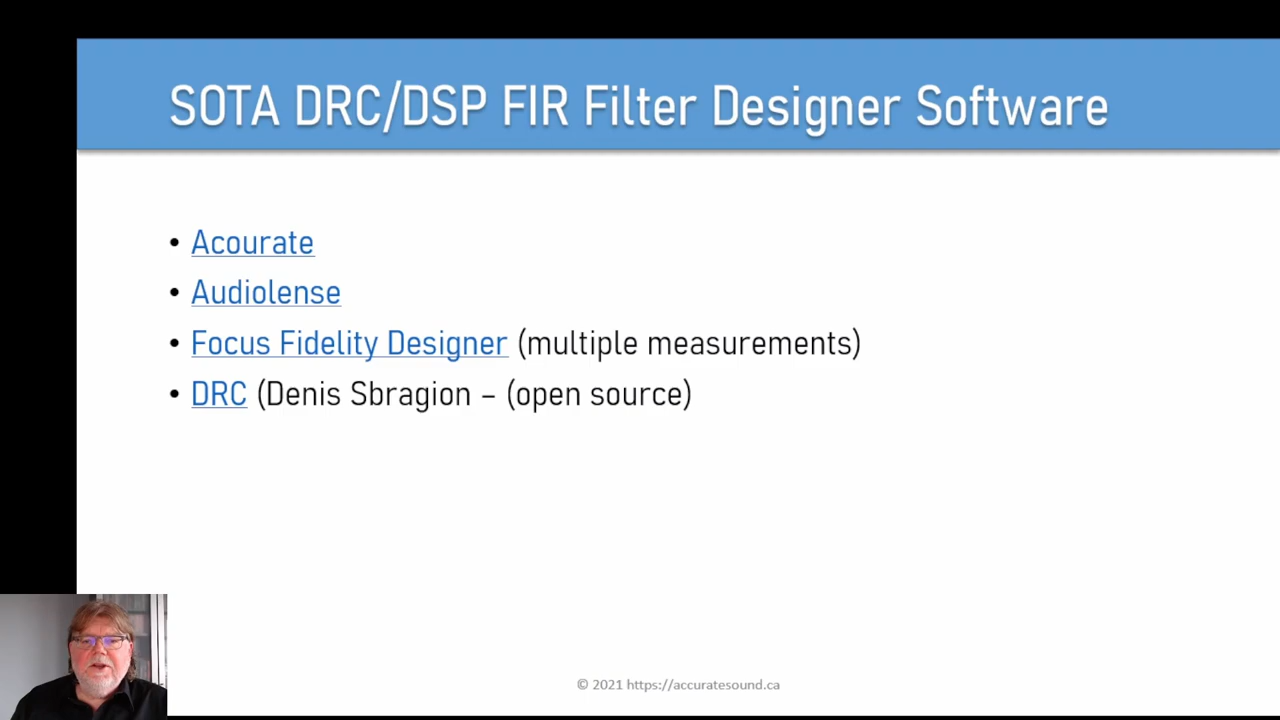 SOTA DRC/DSP FIR Filter Designer Software
• Acourate
• Audiolense
• Focus Fidelity Designer (multiple measurements)
• DRC (Denis Sbragion – (open source)
© 2021 https://accuratesound.ca